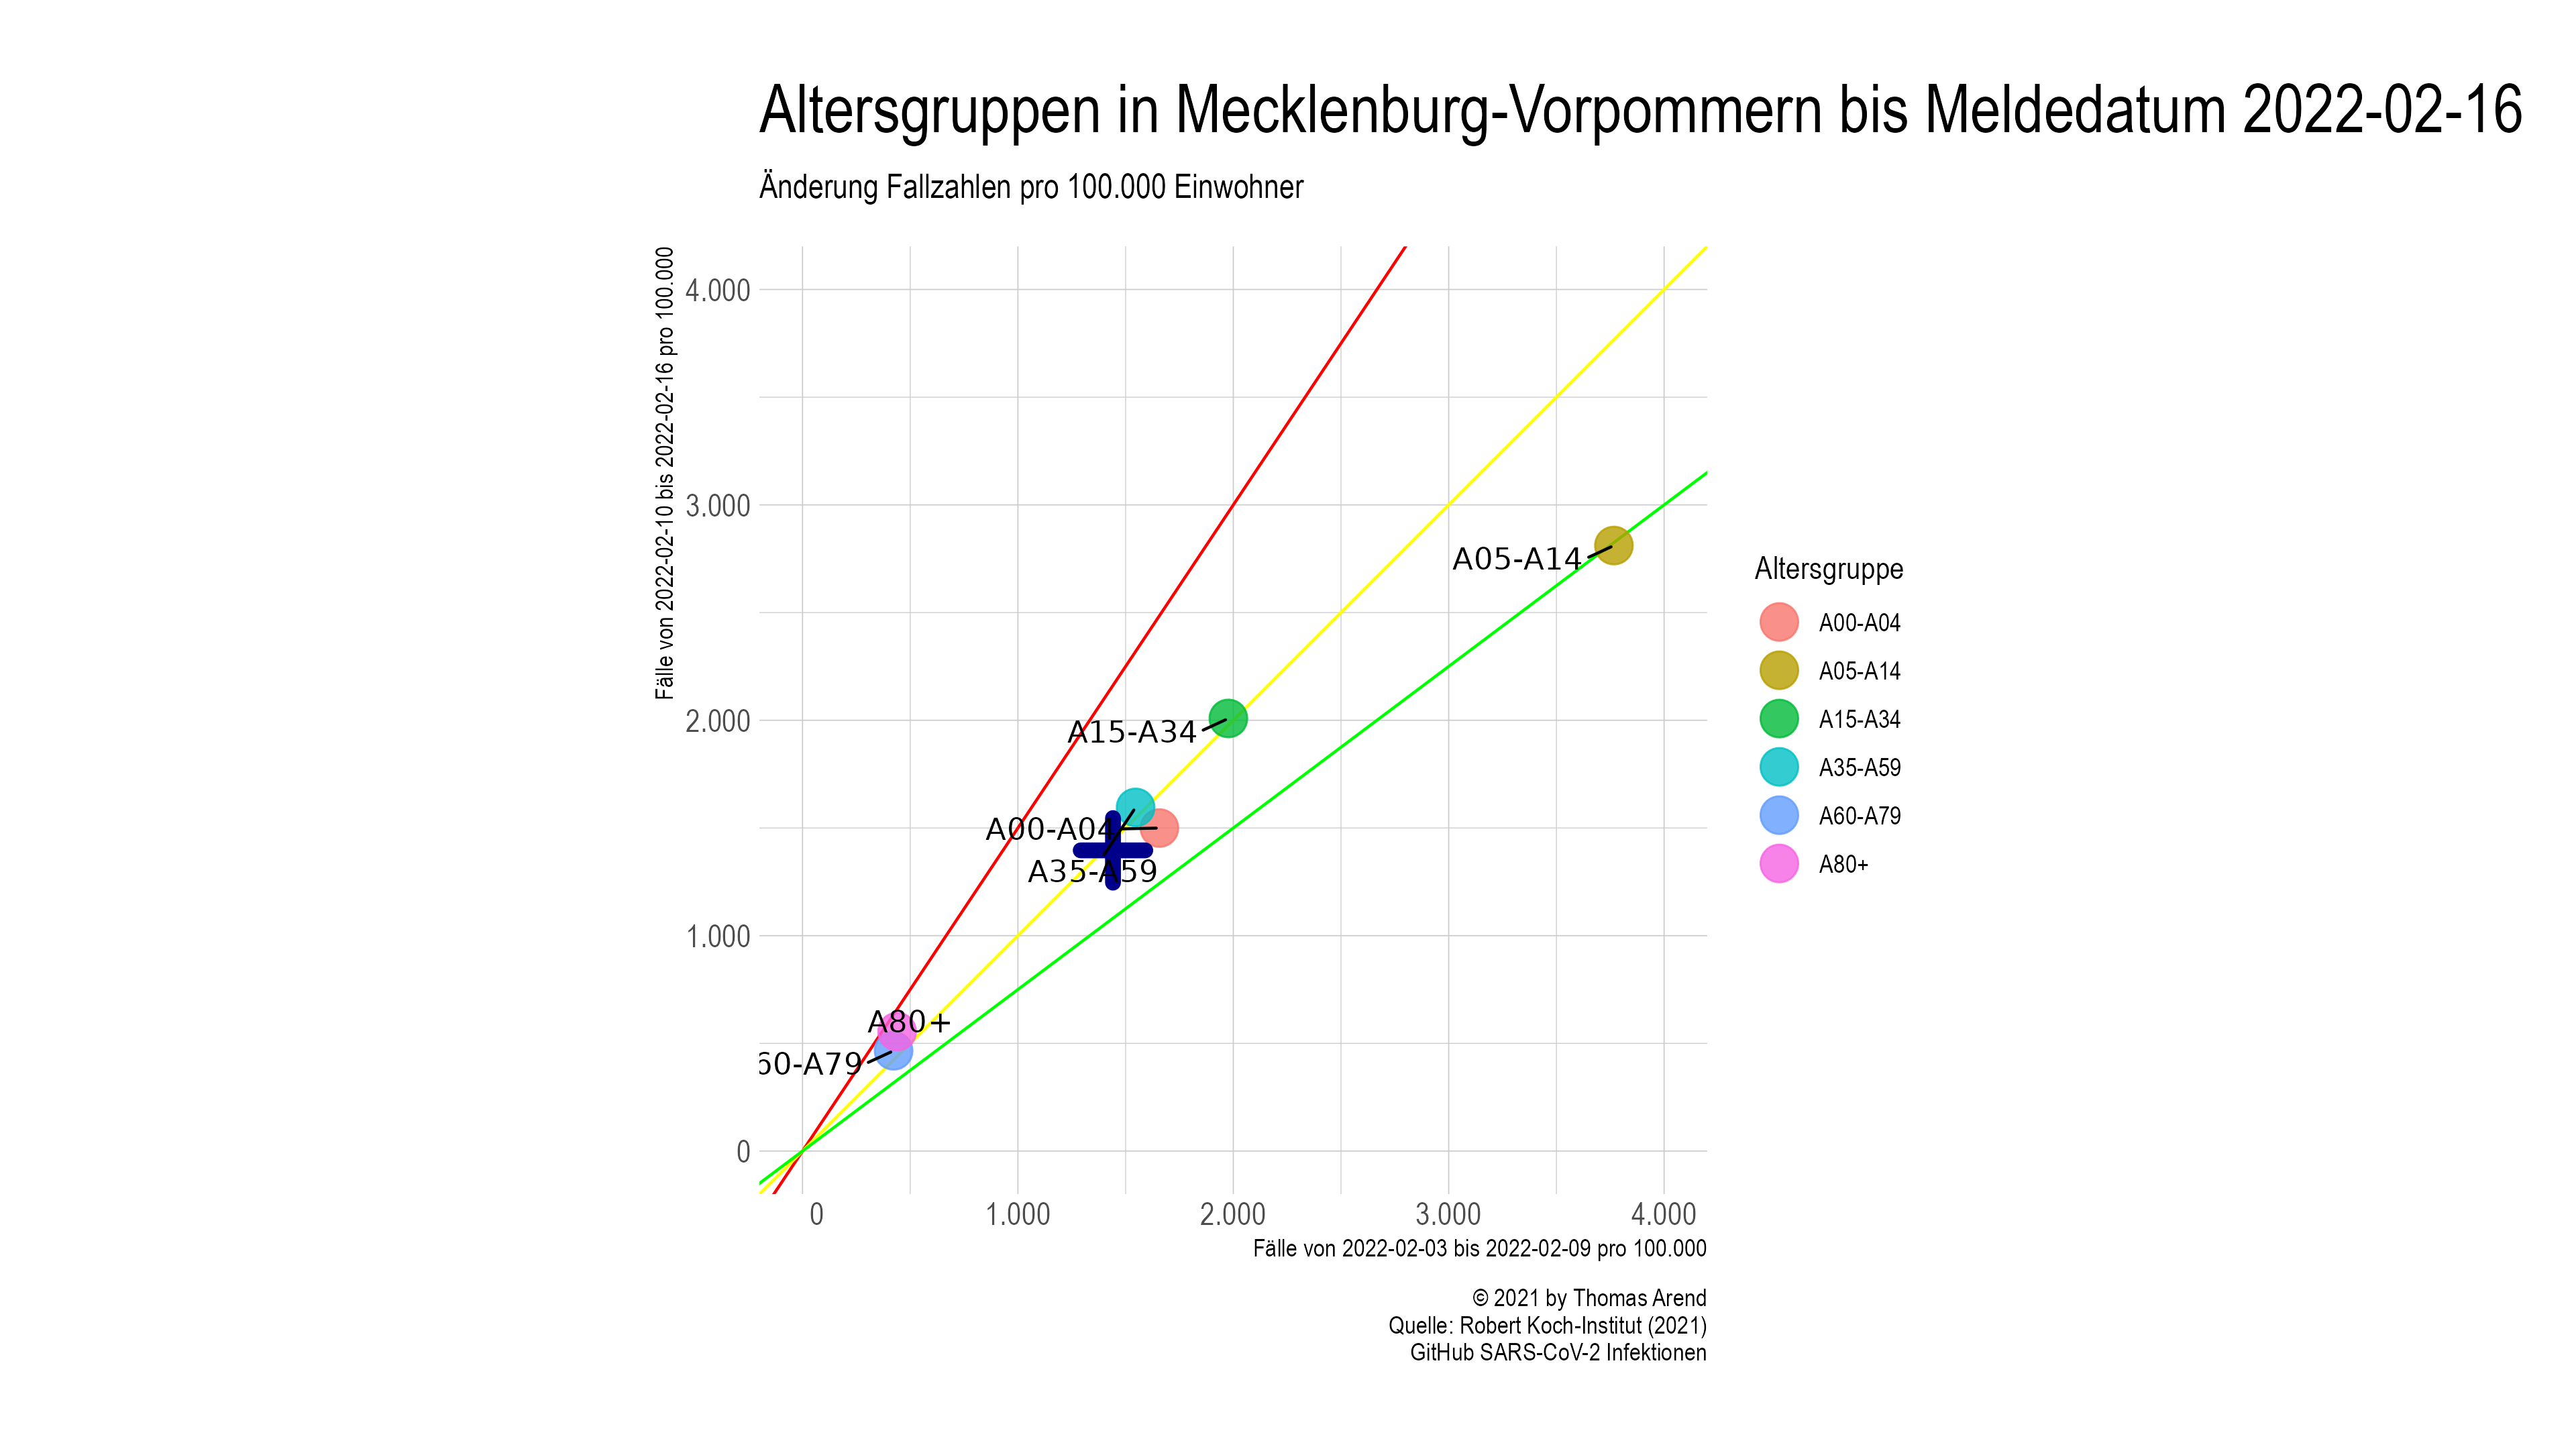 Altersgruppen in Mecklenburg-Vorpommern bis Meldedatum 2022-02-16
Änderung Fallzahlen pro 100.000 Einwohner
Fälle von 2022-02-10 bis 2022-02-16 pro 100.000
4.000
3.000
2.000
1.000
0
A05-A14
A15-A34
A00-A04
A35-A59
A80+
60-A79
0
1.000
2.000
3.000
4.000
Fälle von 2022-02-03 bis 2022-02-09 pro 100.000
Altersgruppe
A00-A04
A05-A14
A15-A34
A35-A59
A60-A79
A80+
© 2021 by Thomas Arend
Quelle: Robert Koch-Institut (2021)
GitHub SARS-CoV-2 Infektionen